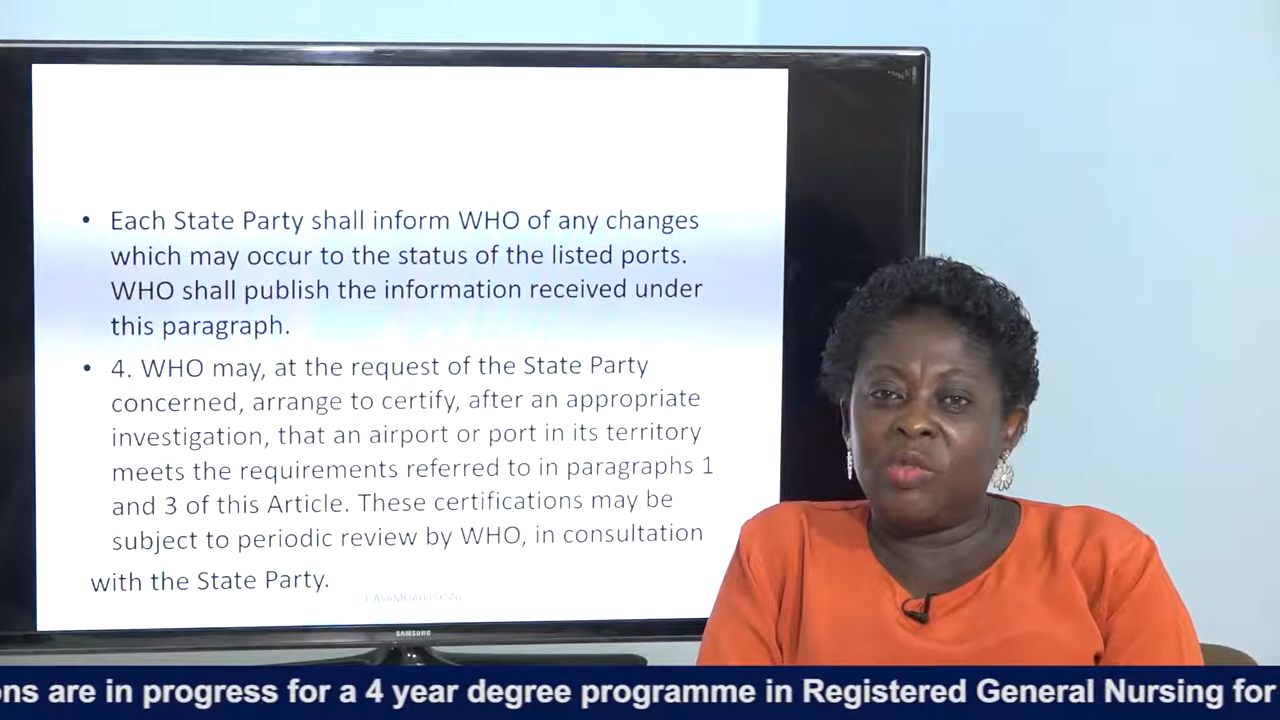 • Each State Party shall inform WHO of any changes
which may occur to the status of the listed ports.
WHO shall publish the information received under
this paragraph.
• 4. WHO may, at the request of the State Party
concerned, arrange to certify, after an appropriate
investigation, that an airport or port in its territory
meets the requirements referred to in paragraphs 1
and 3 of this Article. These certifications may be
subject to periodic review by WHO, in consultation
with the State Party.
SAMSUNG
ons are in progress for a 4 year degree programme in Registered General Nursing for